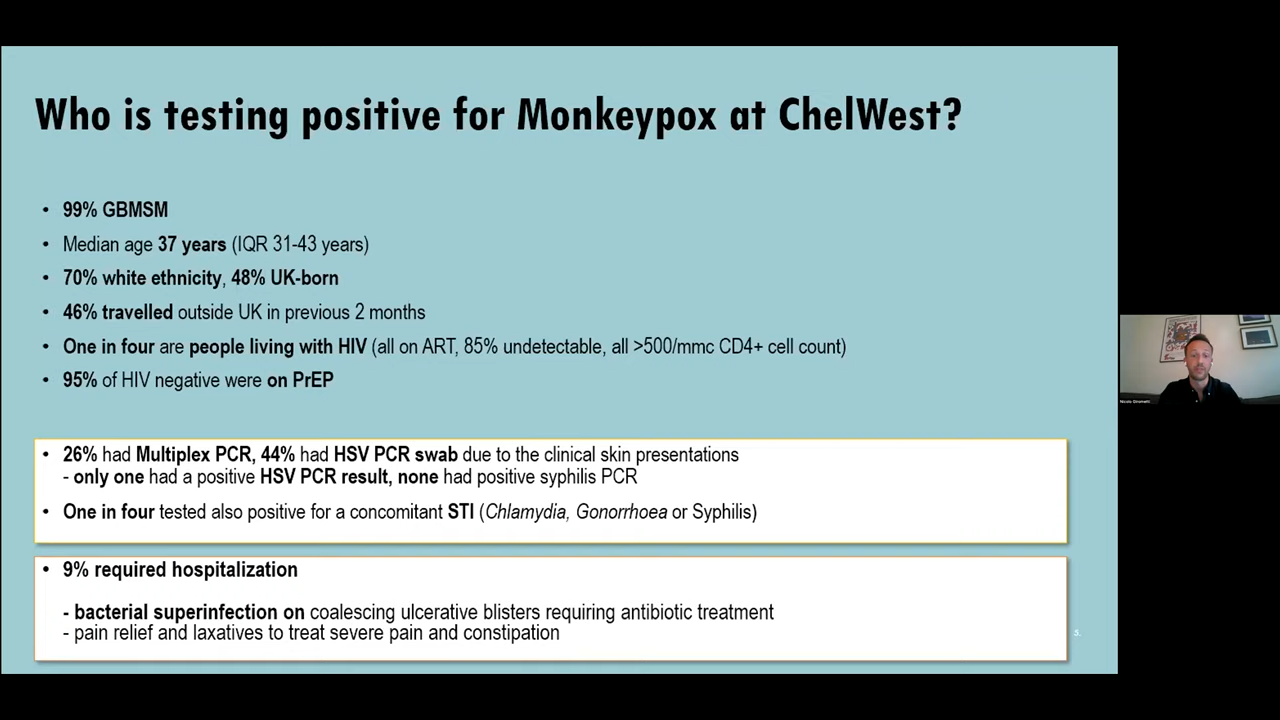 Who is testing positive for Monkeypox at ChelWest?
• 99% GBMSM
• Median age 37 years (IQR 31-43 years)
• 70% white ethnicity, 48% UK-born
• 46% travelled outside UK in previous 2 months
• One in four are people living with HIV (all on ART, 85% undetectable, all >500/mmc CD4+ cell count)
• 95% of HIV negative were on PrEP
• 26% had Multiplex PCR, 44% had HSV PCR swab due to the clinical skin presentations
- only one had a positive HSV PCR result, none had positive syphilis PCR
• One in four tested also positive for a concomitant STI (Chlamydia, Gonorrhoea or Syphilis)
• 9% required hospitalization
- bacterial superinfection on coalescing ulcerative blisters requiring antibiotic treatment
- pain relief and laxatives to treat severe pain and constipation
5.